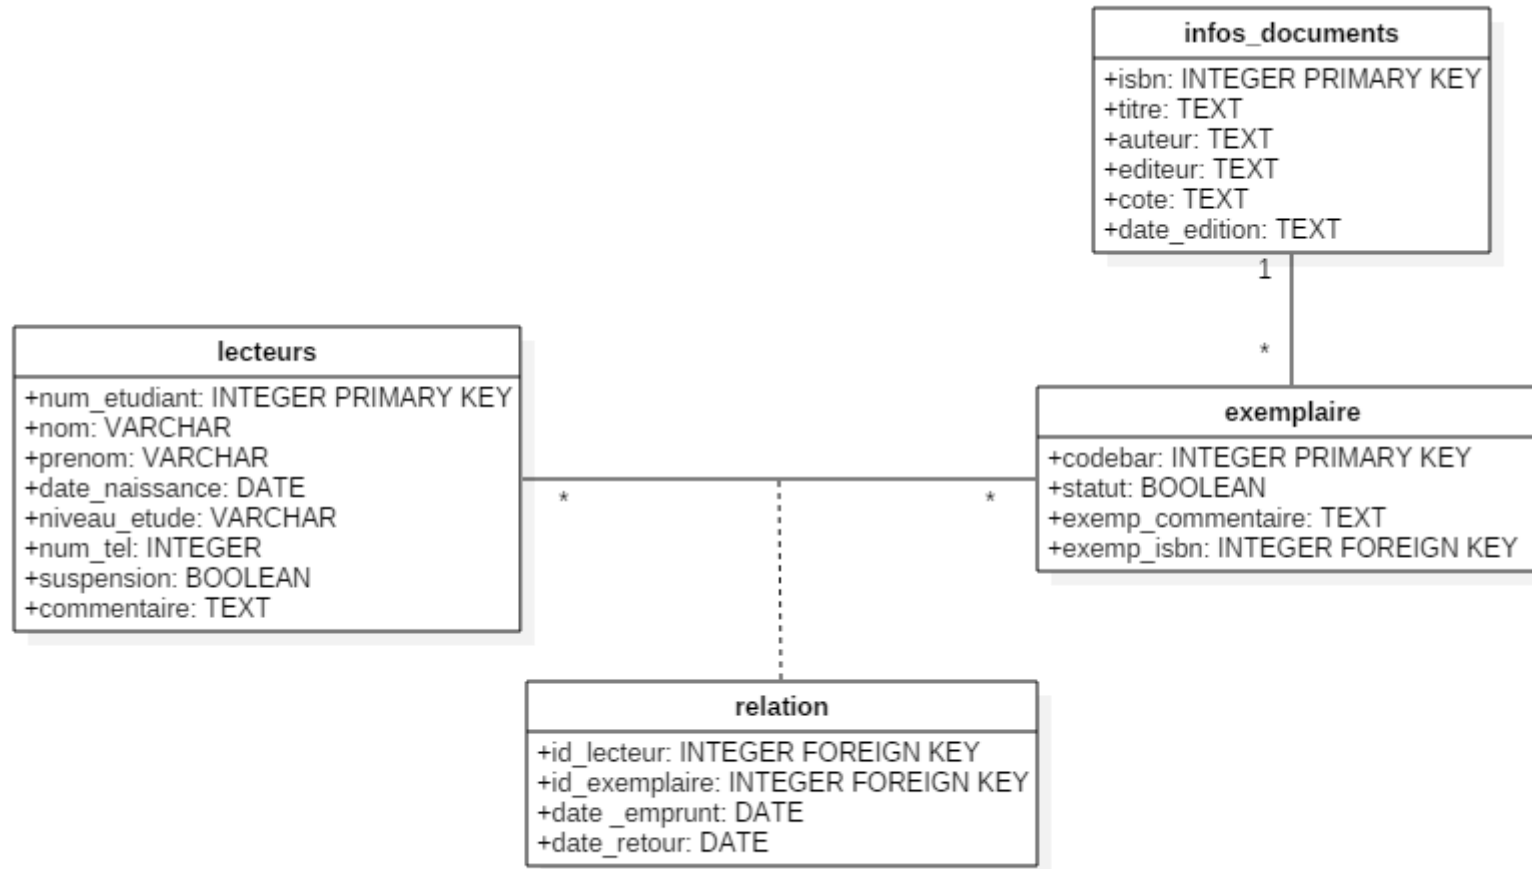 infos_documents
+isbn: INTEGER PRIMARY KEY
+titre: TEXT
+auteur: TEXT
+editeur: TEXT
+cote: TEXT
+date_edition: TEXT
1
*
lecteurs
+num_etudiant: INTEGER PRIMARY KEY
+nom: VARCHAR
+prenom: VARCHAR
+date_naissance: DATE
+niveau_etude: VARCHAR
+num_tel: INTEGER
+suspension: BOOLEAN
+commentaire: TEXT
*
*
exemplaire
+codebar: INTEGER PRIMARY KEY
+statut: BOOLEAN
+exemp_commentaire: TEXT
+exemp_isbn: INTEGER FOREIGN KEY
relation
+id_lecteur: INTEGER FOREIGN KEY
+id_exemplaire: INTEGER FOREIGN KEY
+date _emprunt: DATE
+date_retour: DATE